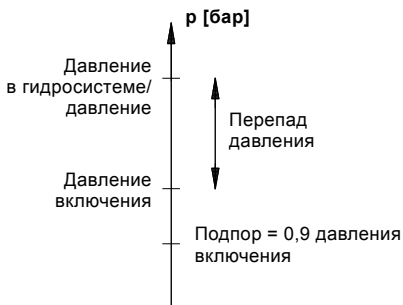 p [бар]
Давление
в гидросистеме/
давление
Перепад
давления
Давление
включения
Подпор = 0,9 давления
включения